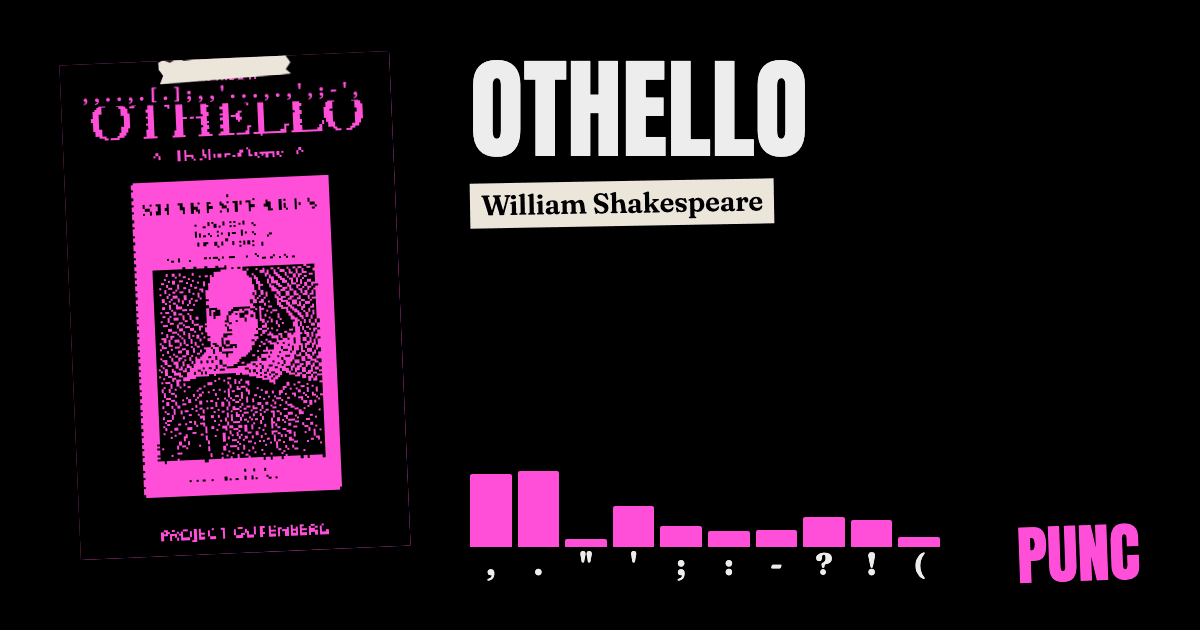 ,,..,.[.];,,'...,.,',;-',
OTHELLO
SHAKESPEARES
PROJECT GUTENBERG
OTHELLO
William Shakespeare
, . " ' ; : - ? ! (
PUNC